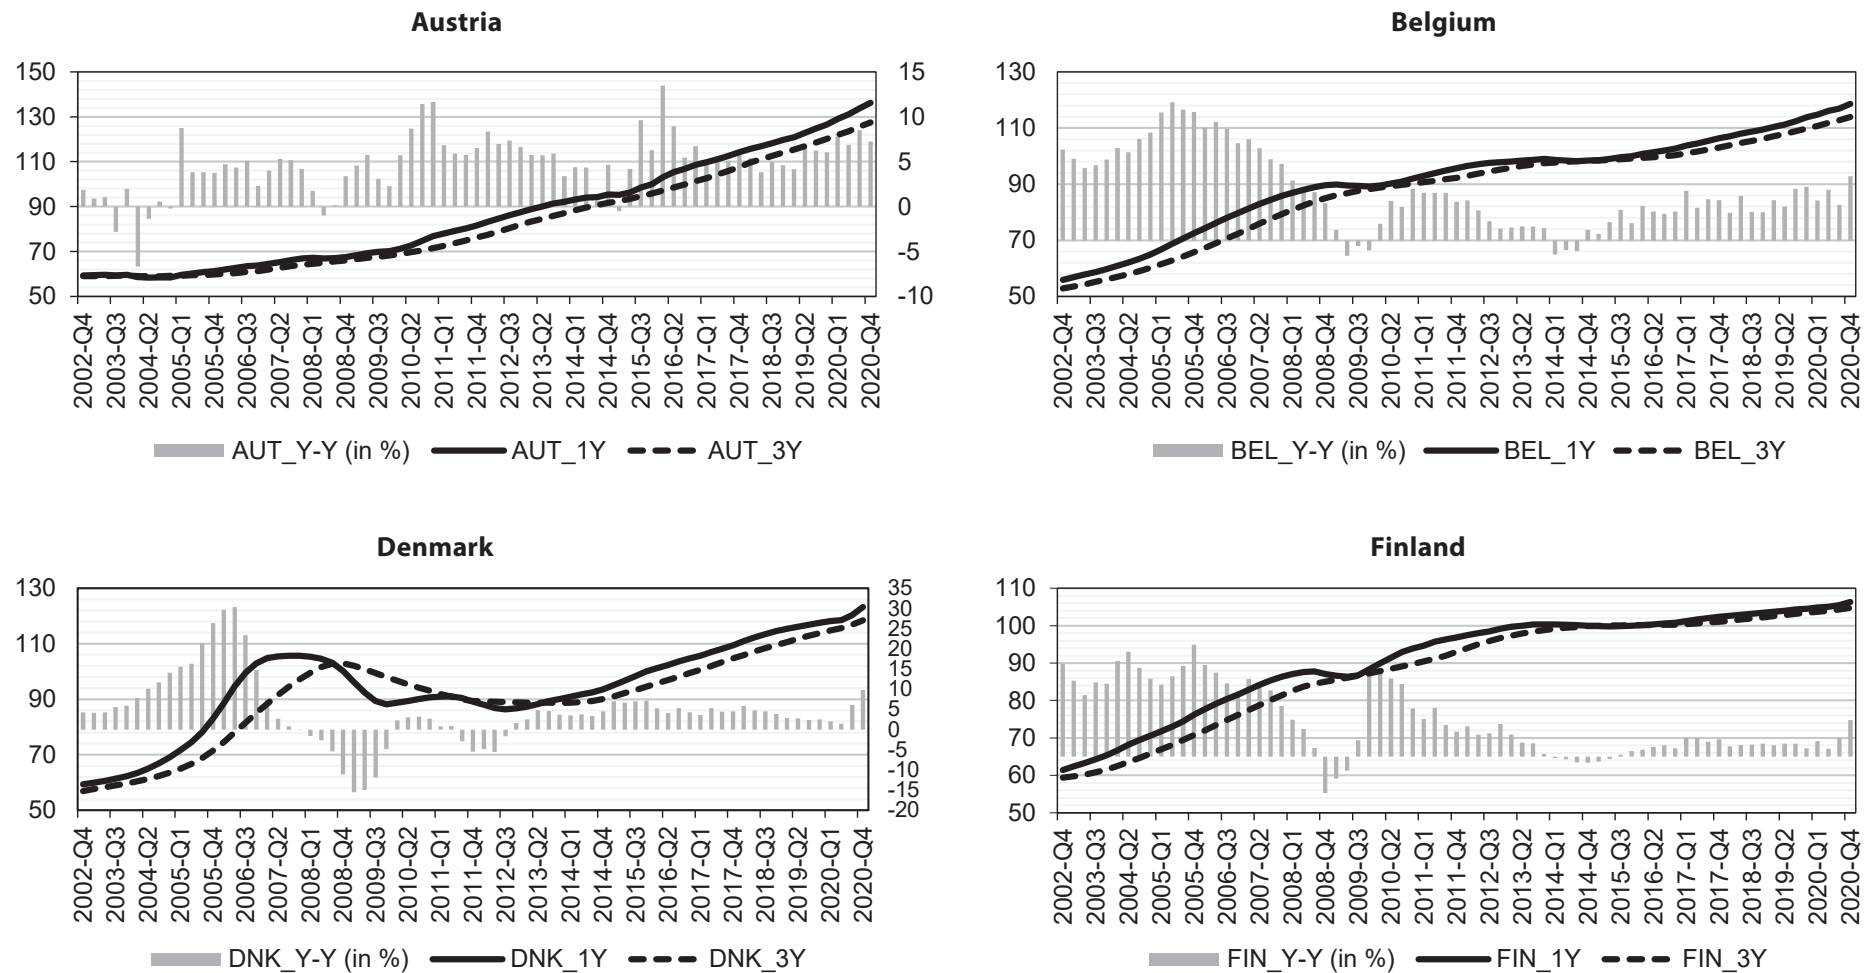 Austria
150
130
110
90
70
50
15
10
5
0
-5
-10
2002-Q4
2003-Q3
2004-Q2
2005-Q1
2005-Q4
2006-Q3
2007-Q2
2008-Q1
2008-Q4
2009-Q3
2010-Q2
2011-Q1
2011-Q4
2012-Q3
2013-Q2
2014-Q1
2014-Q4
2015-Q3
2016-Q2
2017-Q1
2017-Q4
2018-Q3
2019-Q2
2020-Q1
2020-Q4
AUT_Y-Y (in %) AUT_1Y AUT_3Y
Belgium
130
110
90
70
50
2002-Q4
2003-Q3
2004-Q2
2005-Q1
2005-Q4
2006-Q3
2007-Q2
2008-Q1
2008-Q4
2009-Q3
2010-Q2
2011-Q1
2011-Q4
2012-Q3
2013-Q2
2014-Q1
2014-Q4
2015-Q3
2016-Q2
2017-Q1
2017-Q4
2018-Q3
2019-Q2
2020-Q1
2020-Q4
BEL_Y-Y (in %) BEL_1Y BEL_3Y
Denmark
130
110
90
70
50
35
30
25
20
15
10
5
0
-5
-10
-15
-20
2002-Q4
2003-Q3
2004-Q2
2005-Q1
2005-Q4
2006-Q3
2007-Q2
2008-Q1
2008-Q4
2009-Q3
2010-Q2
2011-Q1
2011-Q4
2012-Q3
2013-Q2
2014-Q1
2014-Q4
2015-Q3
2016-Q2
2017-Q1
2017-Q4
2018-Q3
2019-Q2
2020-Q1
2020-Q4
DNK_Y-Y (in %) DNK_1Y DNK_3Y
Finland
110
100
90
80
70
60
50
2002-Q4
2003-Q3
2004-Q2
2005-Q1
2005-Q4
2006-Q3
2007-Q2
2008-Q1
2008-Q4
2009-Q3
2010-Q2
2011-Q1
2011-Q4
2012-Q3
2013-Q2
2014-Q1
2014-Q4
2015-Q3
2016-Q2
2017-Q1
2017-Q4
2018-Q3
2019-Q2
2020-Q1
2020-Q4
FIN_Y-Y (in %) FIN_1Y FIN_3Y